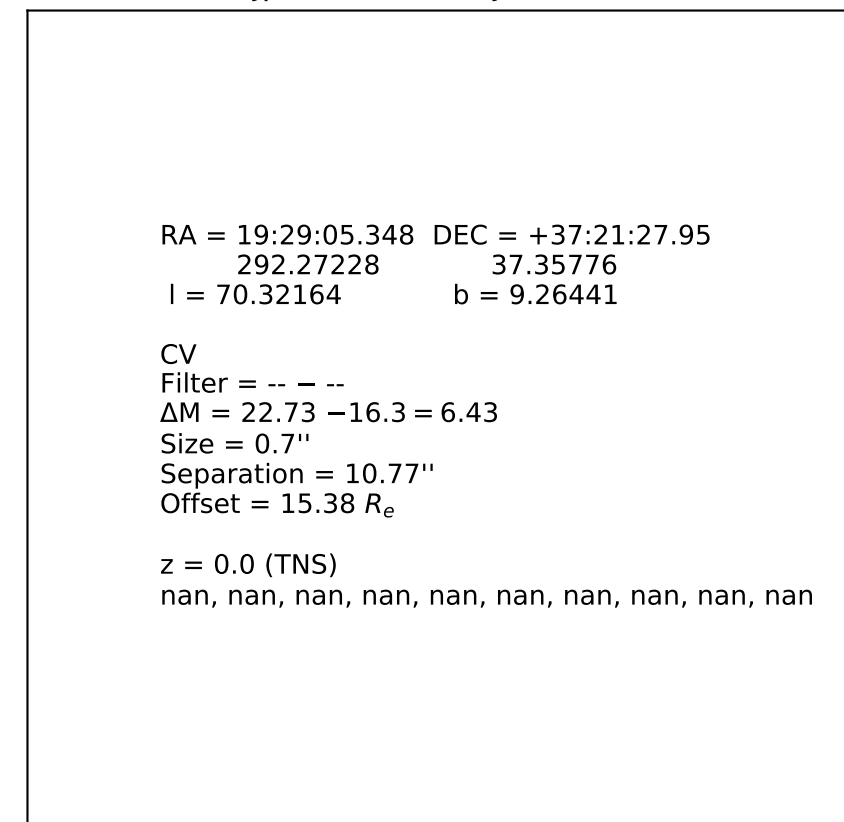 RA = 19:29:05.348  DEC = +37:21:27.95
292.27228 37.35776
l = 70.32164 b = 9.26441
CV
Filter = -- − --
ΔM = 22.73 −16.3 = 6.43
Size = 0.7''
Separation = 10.77''
Offset = 15.38 Rₑ
z = 0.0 (TNS)
nan, nan, nan, nan, nan, nan, nan, nan, nan, nan